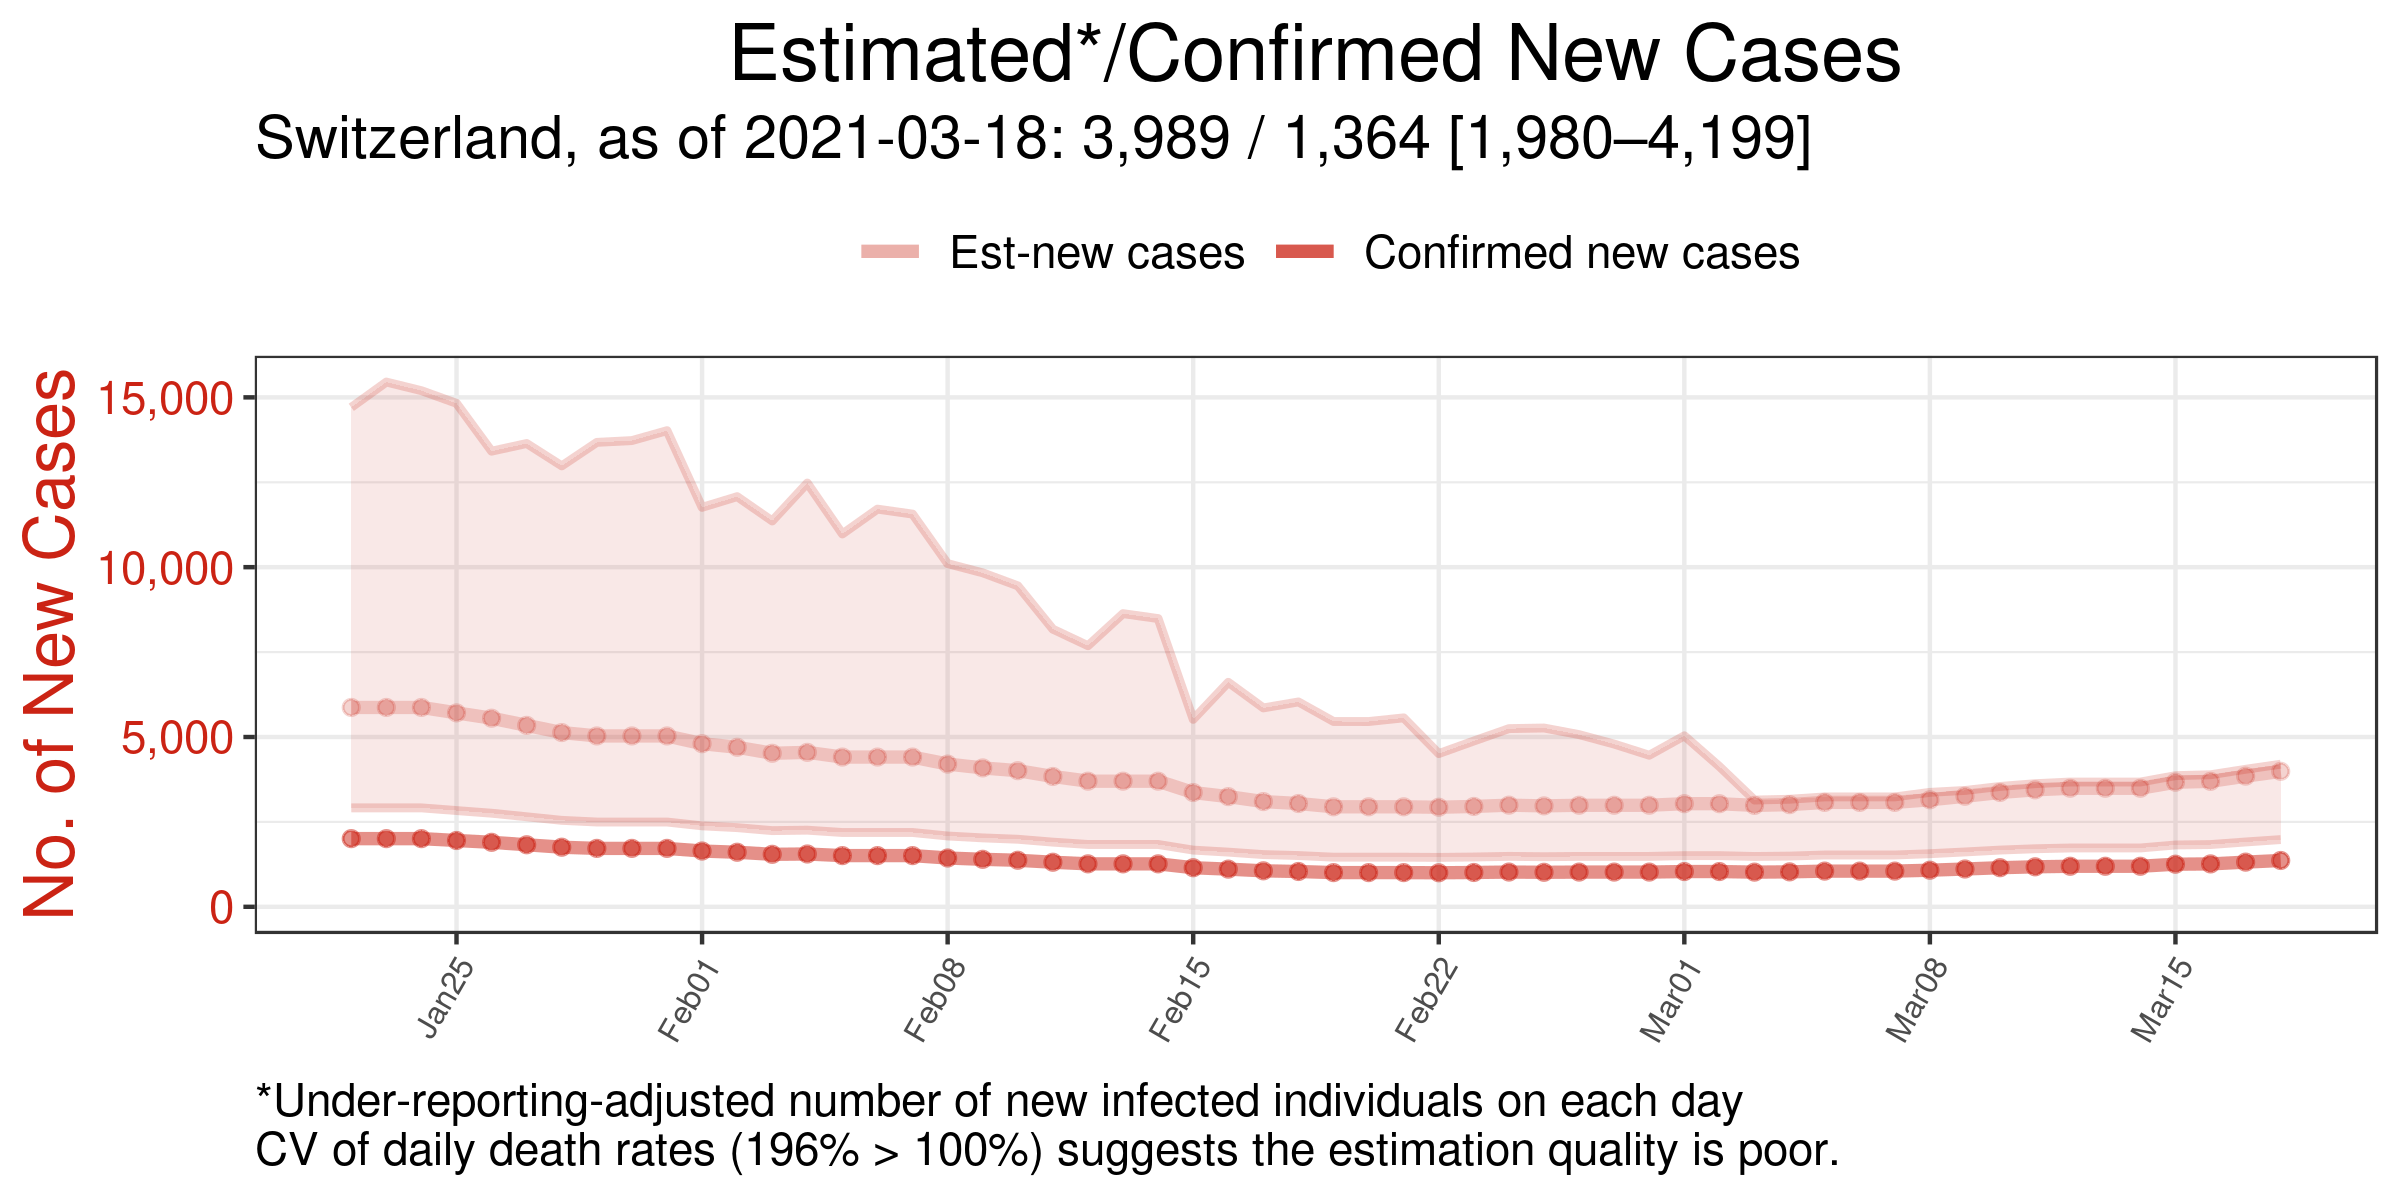 Estimated*/Confirmed New Cases
Switzerland, as of 2021-03-18: 3,989 / 1,364 [1,980–4,199]
Est-new cases
Confirmed new cases
No. of New Cases
15,000
10,000
5,000
0
Jan25
Feb01
Feb08
Feb15
Feb22
Mar01
Mar08
Mar15
*Under-reporting-adjusted number of new infected individuals on each day
CV of daily death rates (196% > 100%) suggests the estimation quality is poor.